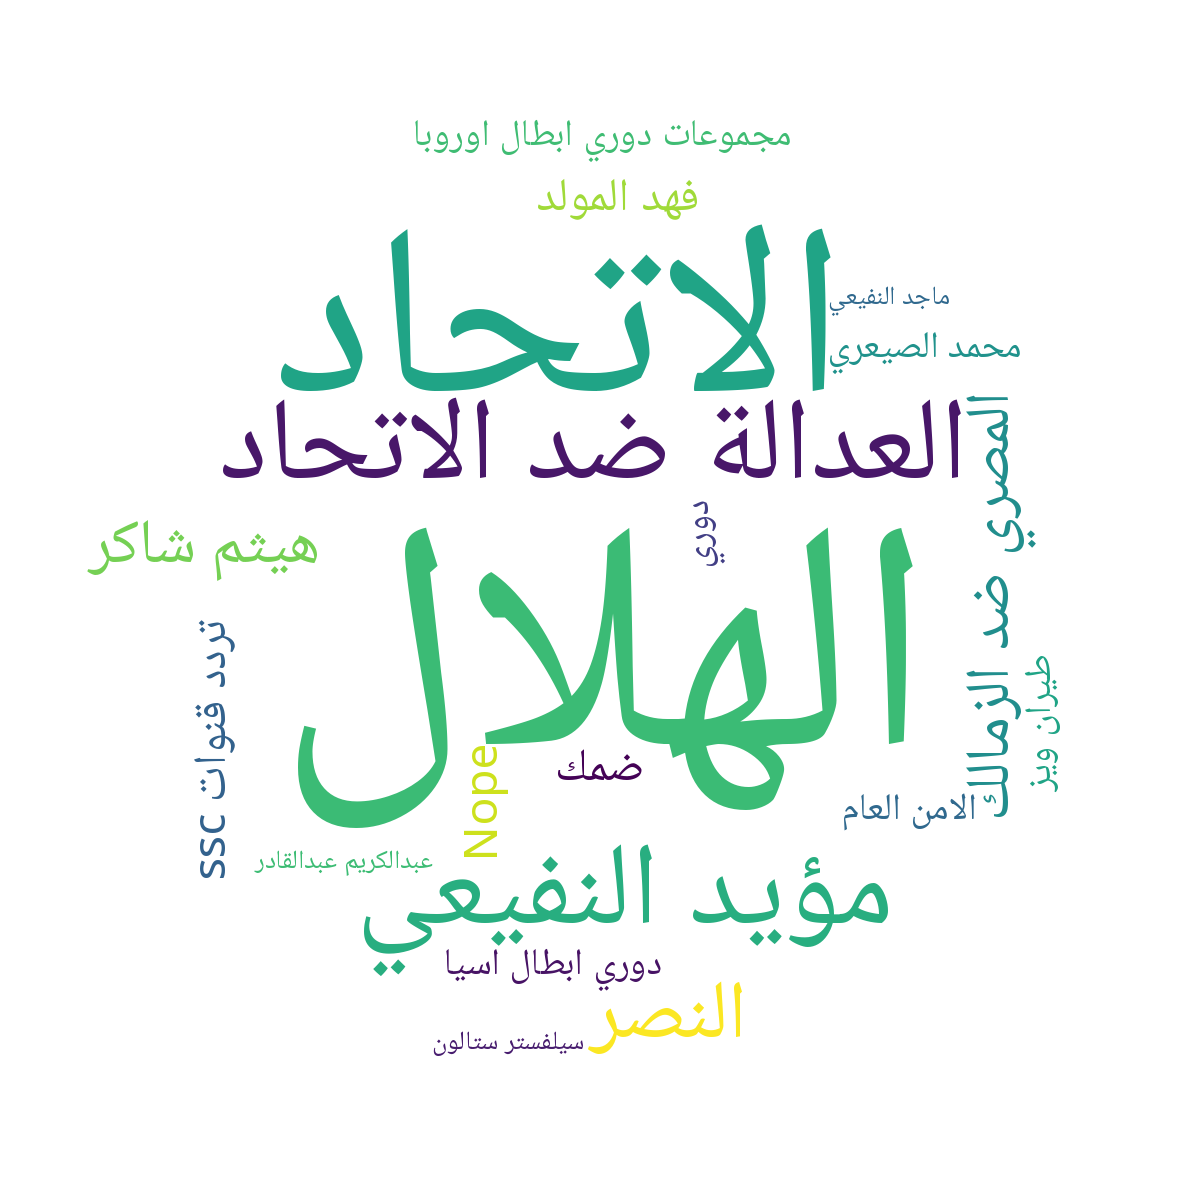 مجموعات دوري ابطال اوروبا
فهد المولد
الاتحاد
ماجد النفيعي
محمد الصيعري
العدالة ضد الاتحاد
المصري ضد الزمالك
دوري
هيثم شاكر
الهلال
تردد قنوات ssc
طيران ويز
ضمك
Nope
الامن العام
عبدالكريم عبدالقادر
مؤيد النفيعي
دوري ابطال اسيا
النصر
سيلفستر ستالون